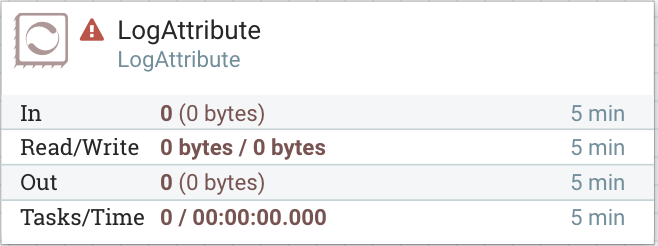 LogAttribute
LogAttribute
In 0 (0 bytes) 5 min
Read/Write 0 bytes / 0 bytes 5 min
Out 0 (0 bytes) 5 min
Tasks/Time 0 / 00:00:00.000 5 min